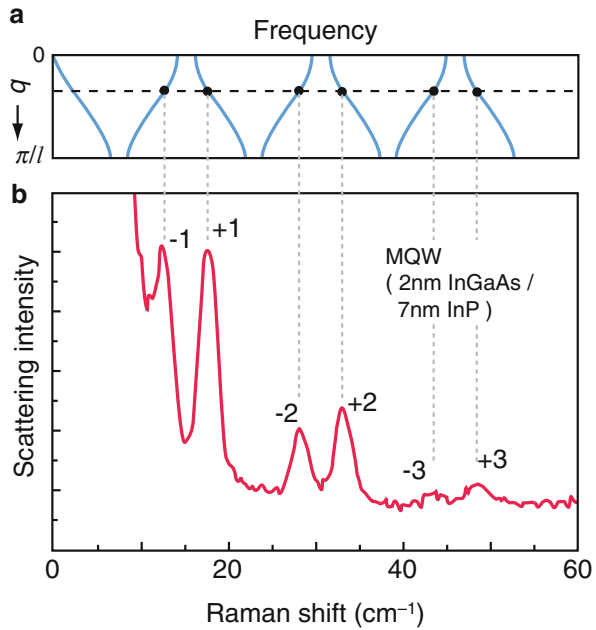 a
Frequency
0
q
π/l
b
-1
+1
MQW
( 2nm InGaAs /
7nm InP )
-2
+2
-3
+3
Scattering intensity
0
20
40
60
Raman shift (cm⁻¹)